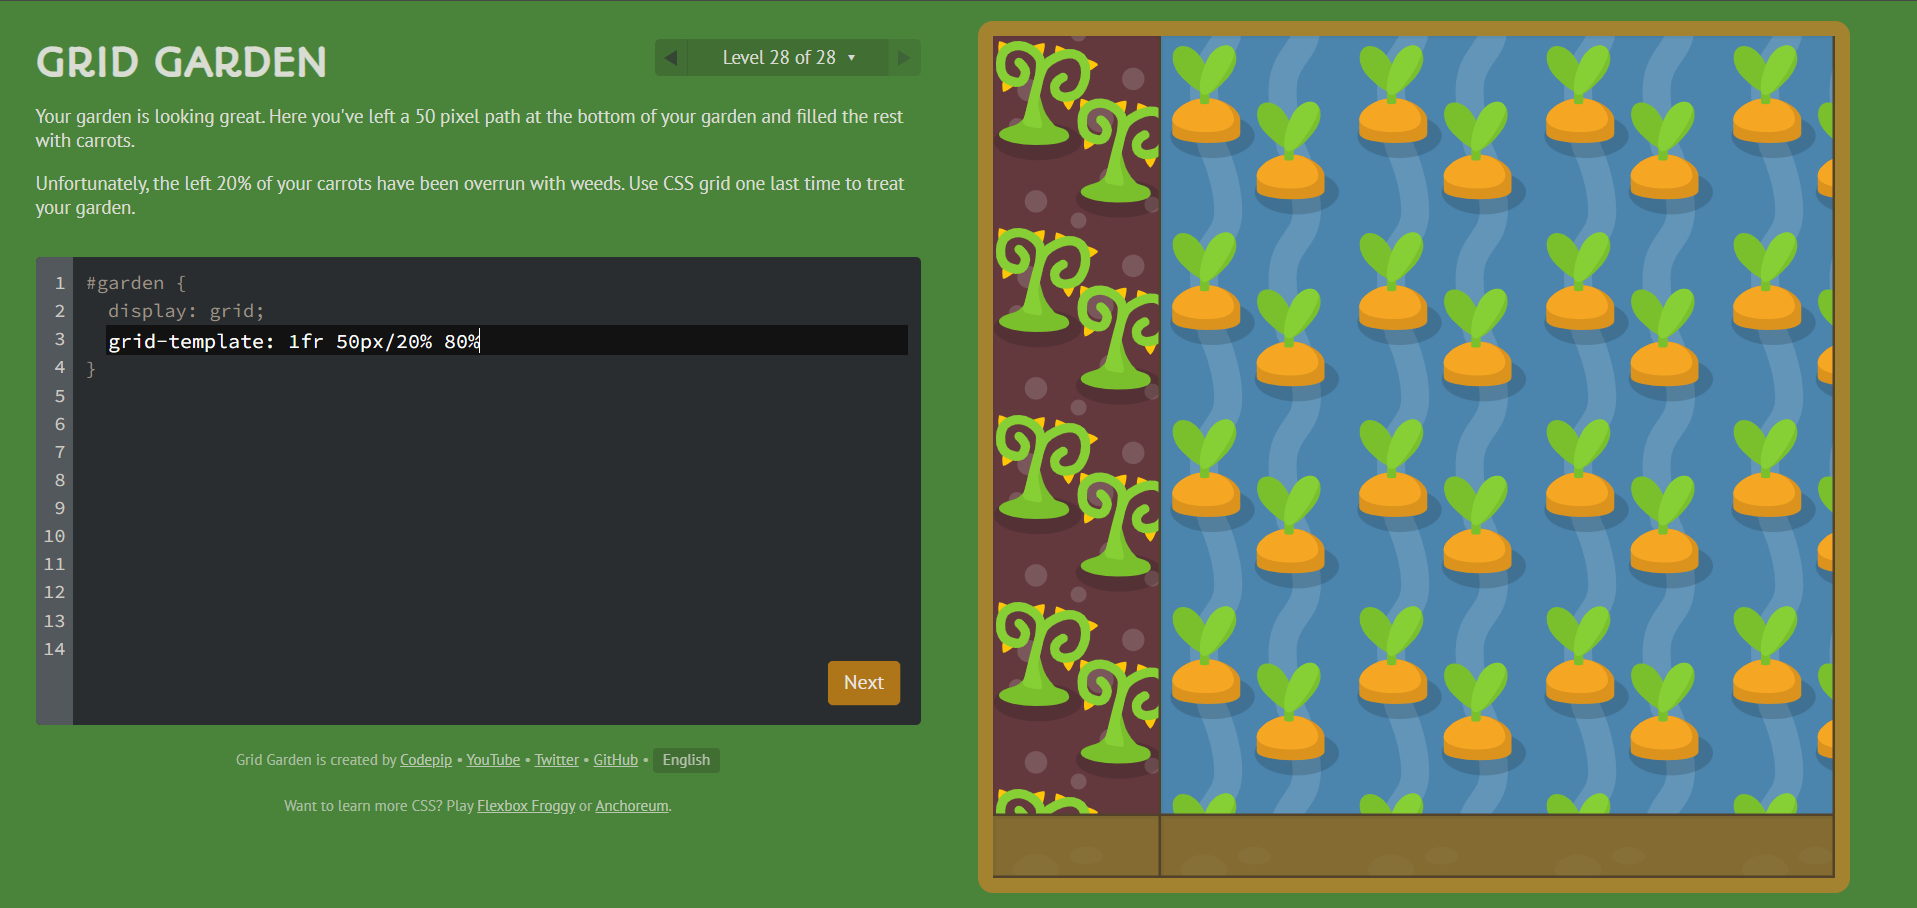 GRID GARDEN
Level 28 of 28
Your garden is looking great. Here you've left a 50 pixel path at the bottom of your garden and filled the rest
with carrots.
Unfortunately, the left 20% of your carrots have been overrun with weeds. Use CSS grid one last time to treat
your garden.
1 #garden {
2 display: grid;
3 grid-template: 1fr 50px/20% 80%
4 }
5
6
7
8
9
10
11
12
13
14
Next
Grid Garden is created by Codepip • YouTube • Twitter • GitHub • English
Want to learn more CSS? Play Flexbox Froggy or Anchoreum.